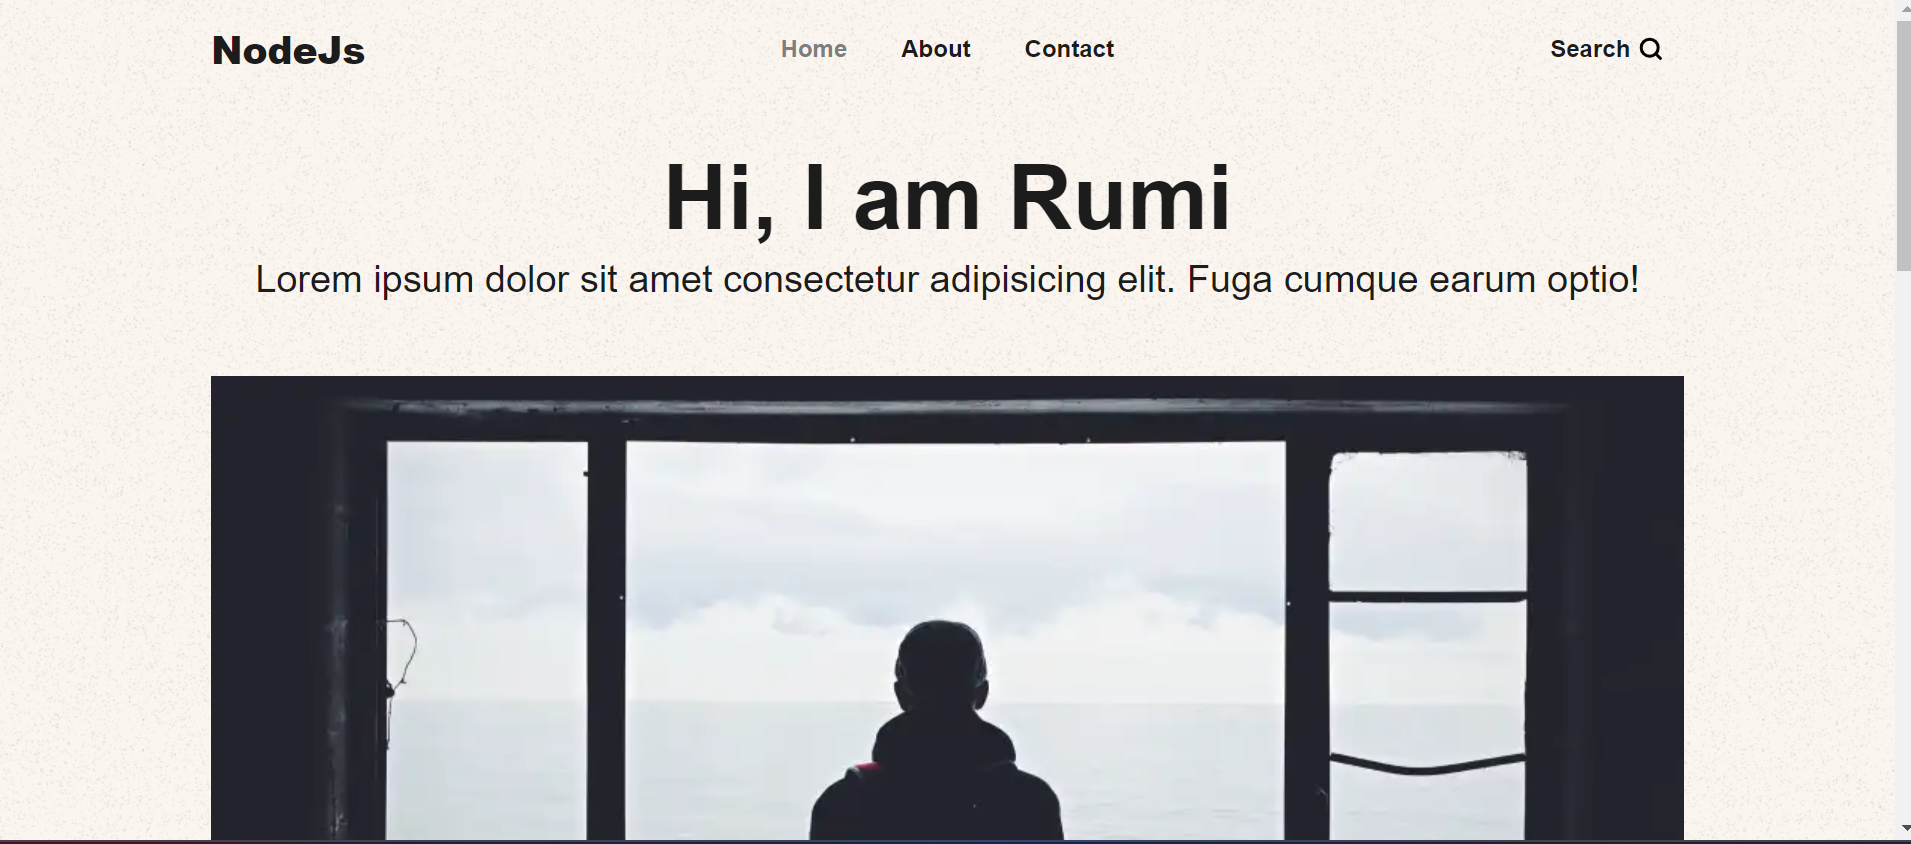 NodeJs
Home About Contact
Search
Hi, I am Rumi
Lorem ipsum dolor sit amet consectetur adipisicing elit. Fuga cumque earum optio!